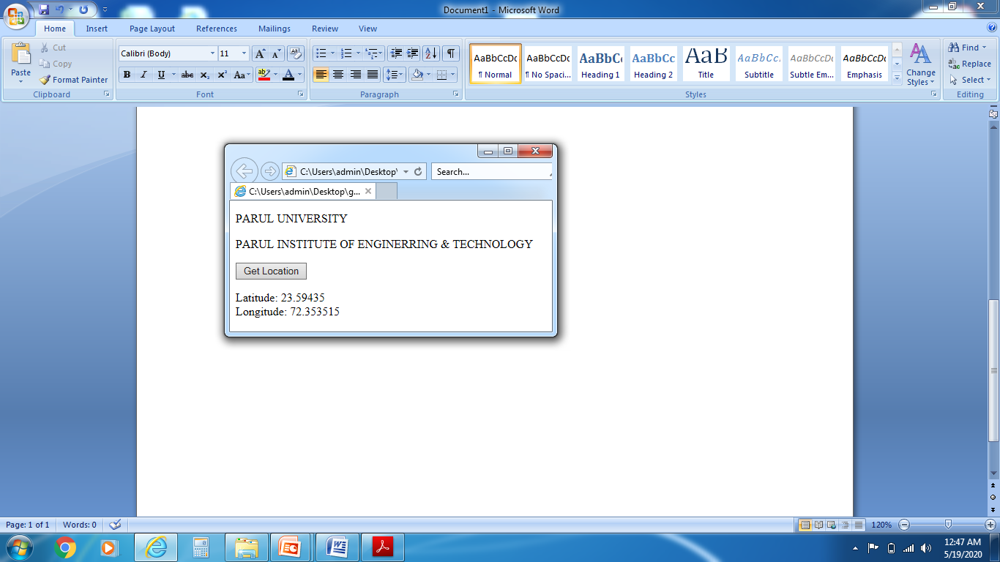 Document1 - Microsoft Word
Home Insert Page Layout References Mailings Review View
Paste
Cut
Copy
Format Painter
Clipboard
Calibri (Body) 11
B I U abc x₂ x² Aa ab A
Font
Paragraph
AaBbCcDc AaBbCcDc AaBbC AaBbCc AaB AaBbCc. AaBbCcDc AaBbCcDc
¶ Normal ¶ No Spaci... Heading 1 Heading 2 Title Subtitle Subtle Em... Emphasis
Change Styles
Styles
Find
Replace
Select
Editing
C:\Users\admin\Desktop\
Search...
C:\Users\admin\Desktop\g...
PARUL UNIVERSITY
PARUL INSTITUTE OF ENGINERRING & TECHNOLOGY
Get Location
Latitude: 23.59435
Longitude: 72.353515
Page: 1 of 1 Words: 0 120%
12:47 AM
5/19/2020